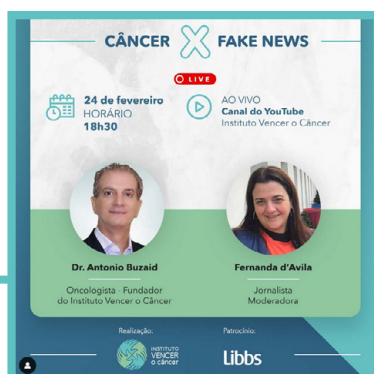 CÂNCER X FAKE NEWS
LIVE
24 de fevereiro
HORÁRIO
18h30
AO VIVO
Canal do YouTube
Instituto Vencer o Câncer
Dr. Antonio Buzaid
Oncologista - Fundador
do Instituto Vencer o Câncer
Fernanda d'Avila
Jornalista
Moderadora
Realização:
INSTITUTO
VENCER
o câncer
Patrocínio:
Libbs